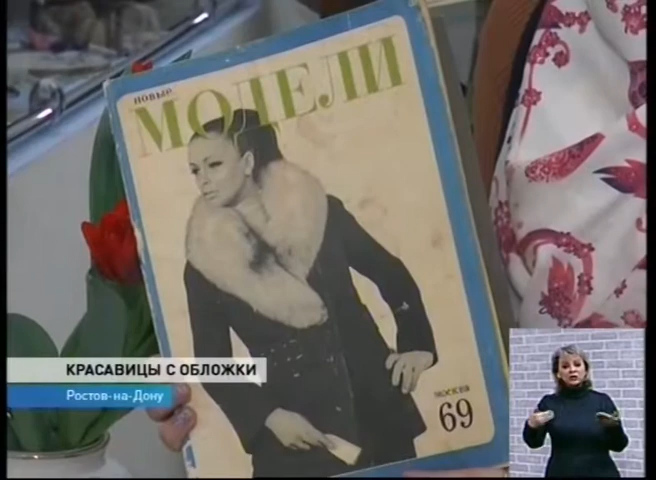 новые
МОДЕЛИ
москва
69
КРАСАВИЦЫ С ОБЛОЖКИ
Ростов-на-Дону